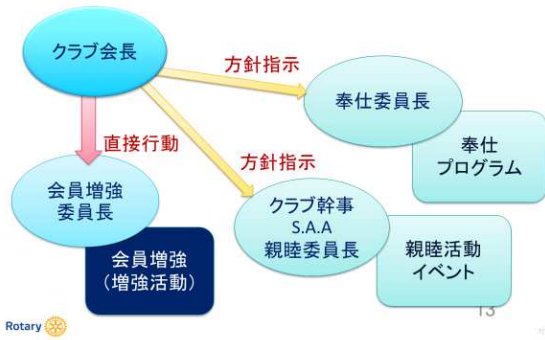 クラブ会長
方針指示
奉仕委員長
奉仕
プログラム
直接行動
方針指示
会員増強
委員長
クラブ幹事
S.A.A
親睦委員長
会員増強
(増強活動)
親睦活動
イベント
13
Rotary